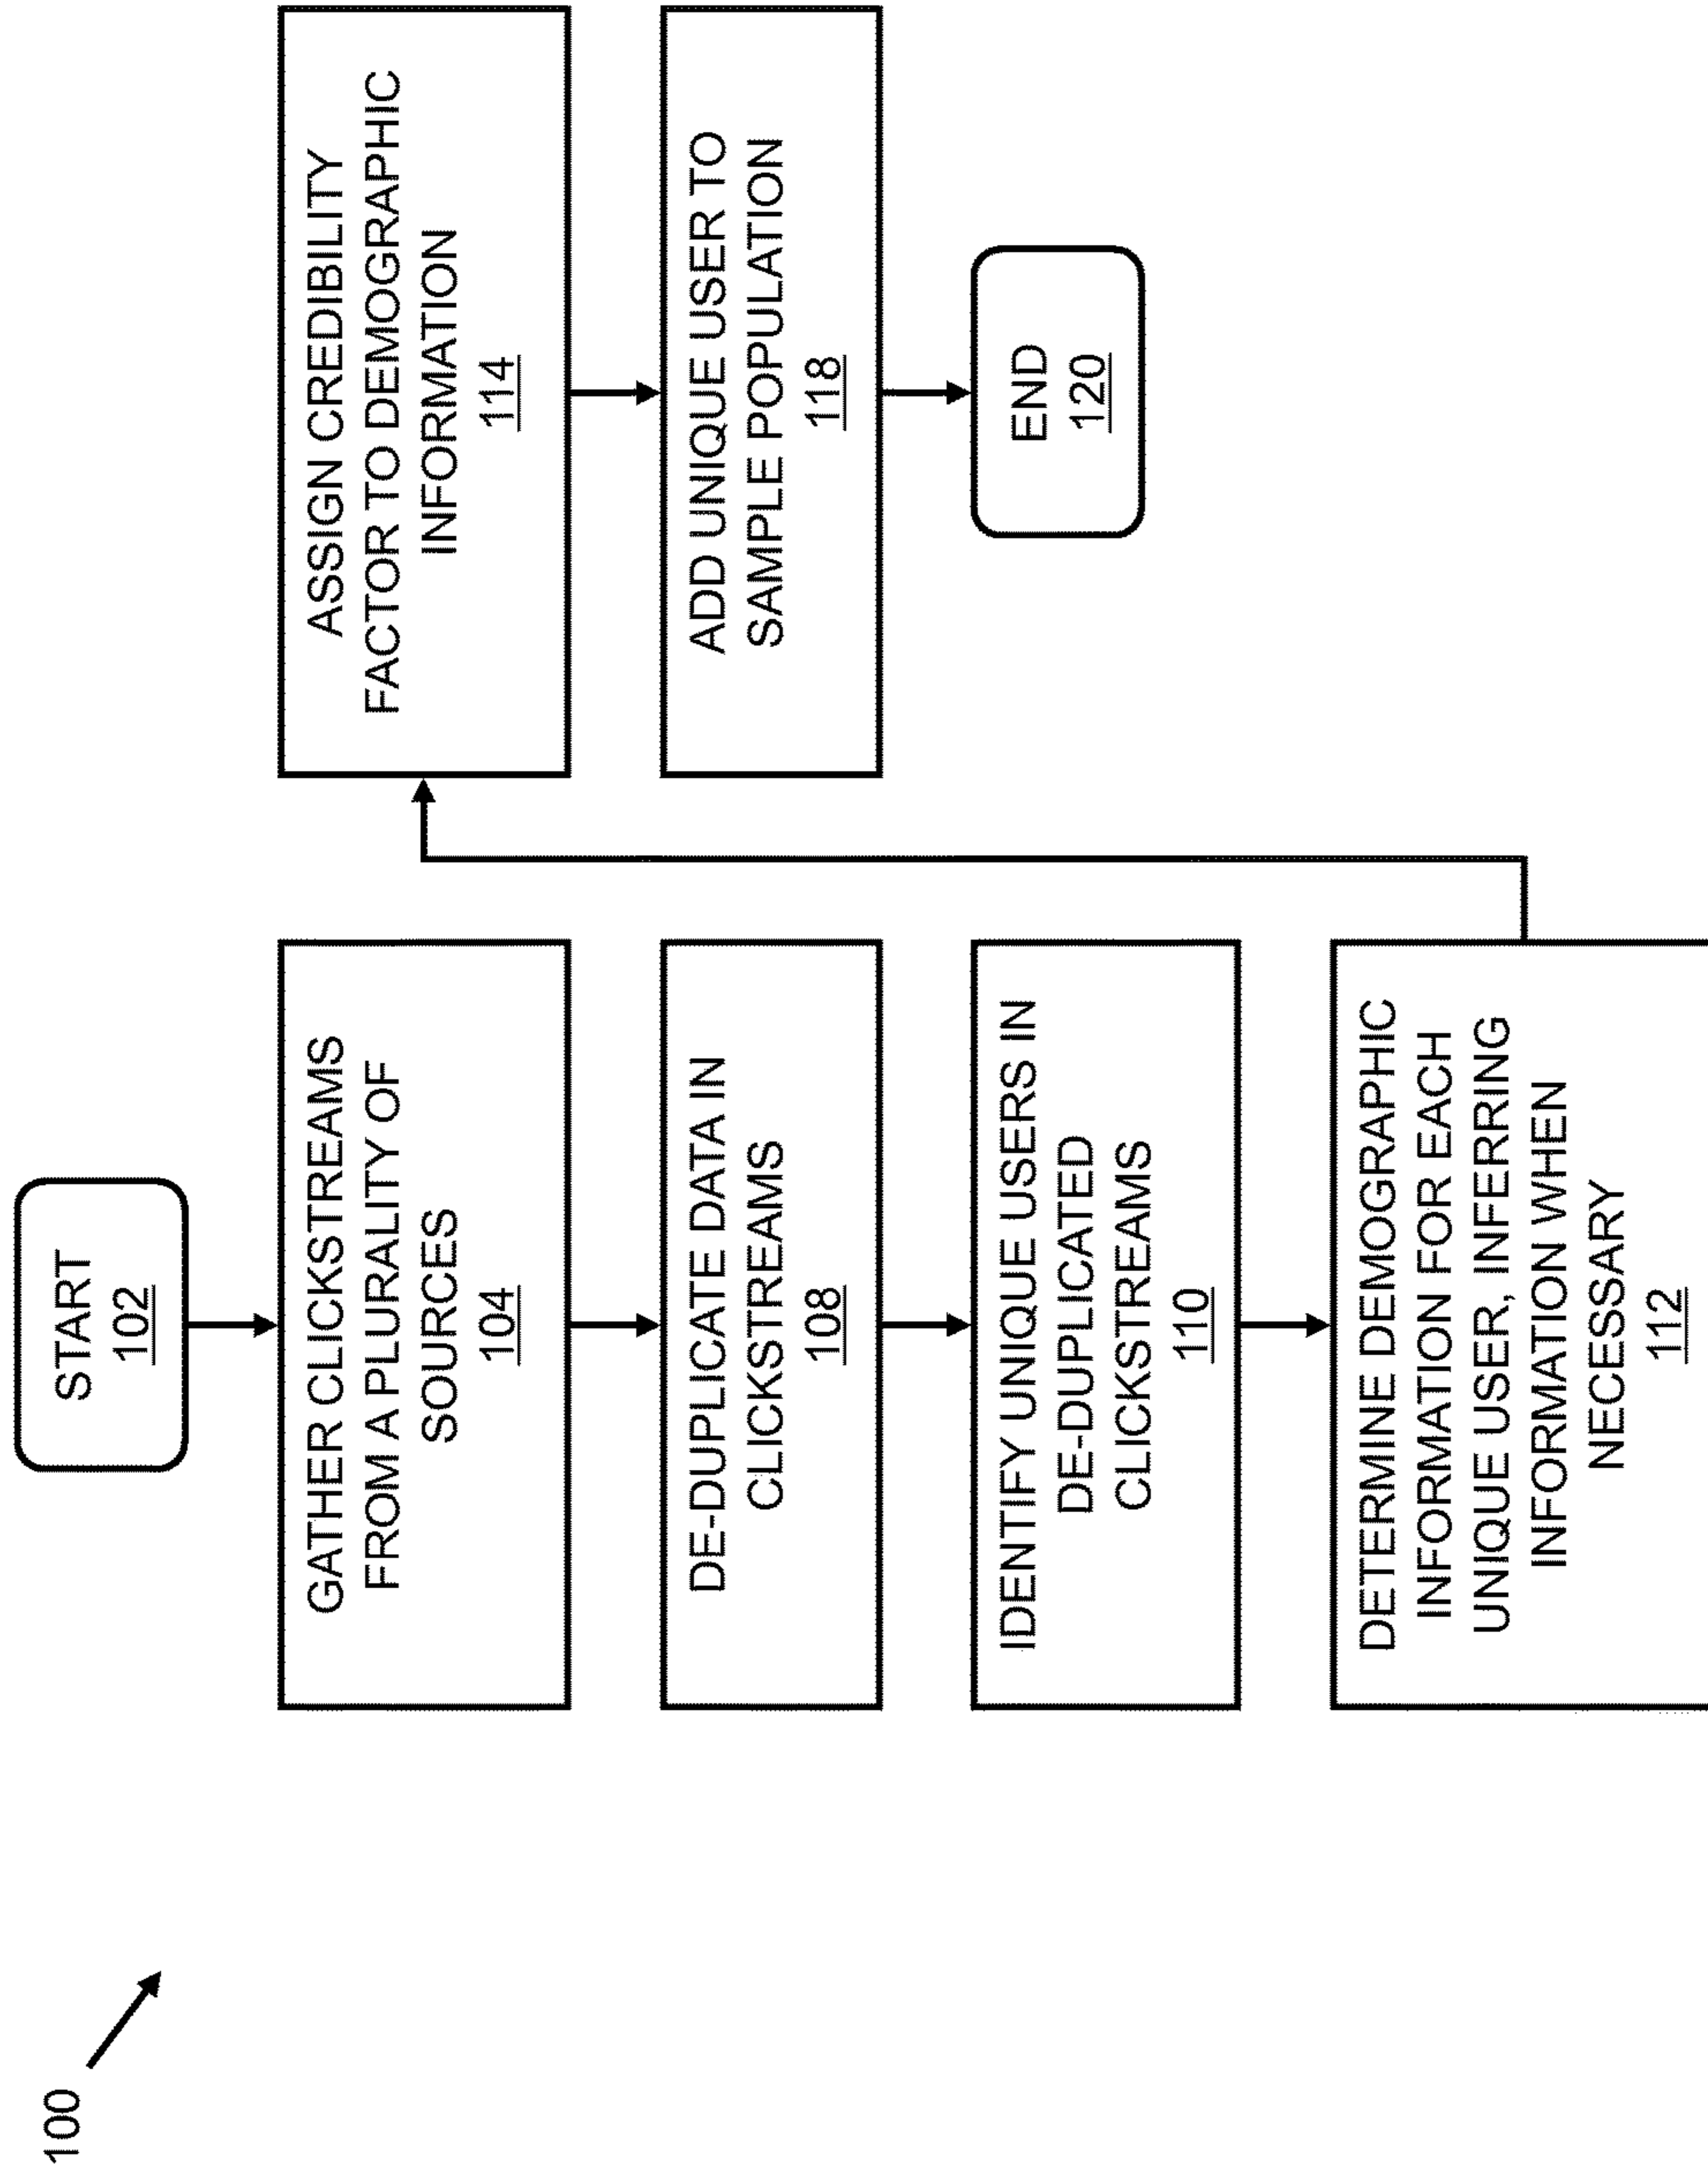 100
START
102
GATHER CLICKSTREAMS
FROM A PLURALITY OF
SOURCES
104
DE-DUPLICATE DATA IN
CLICKSTREAMS
108
IDENTIFY UNIQUE USERS IN
DE-DUPLICATED
CLICKSTREAMS
110
DETERMINE DEMOGRAPHIC
INFORMATION FOR EACH
UNIQUE USER, INFERRING
INFORMATION WHEN
NECESSARY
112
ASSIGN CREDIBILITY
FACTOR TO DEMOGRAPHIC
INFORMATION
114
ADD UNIQUE USER TO
SAMPLE POPULATION
118
END
120